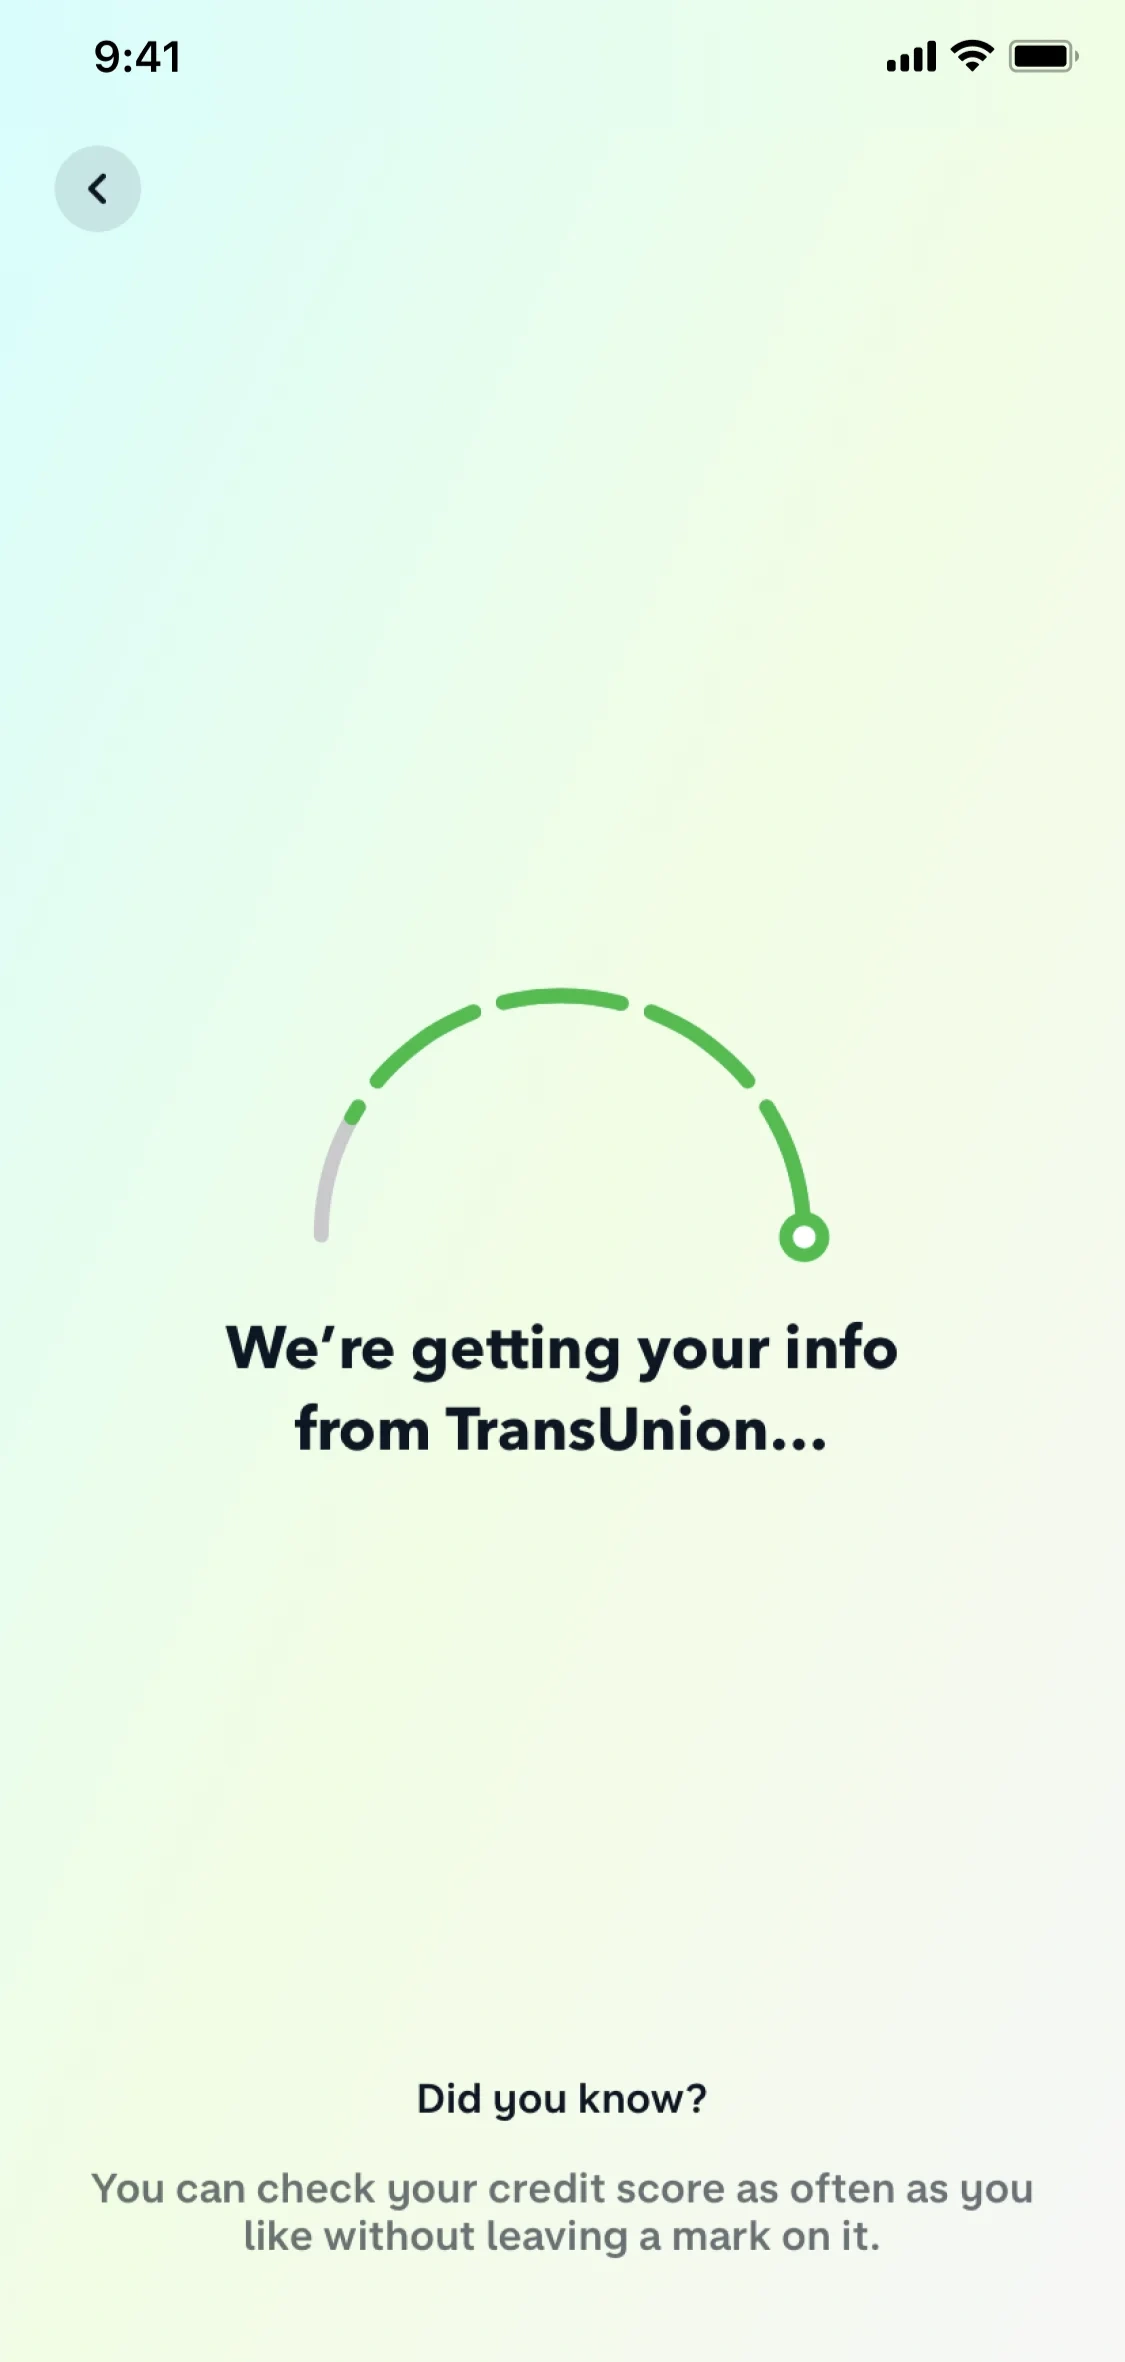 9:41
We’re getting your info
from TransUnion...
Did you know?
You can check your credit score as often as you
like without leaving a mark on it.